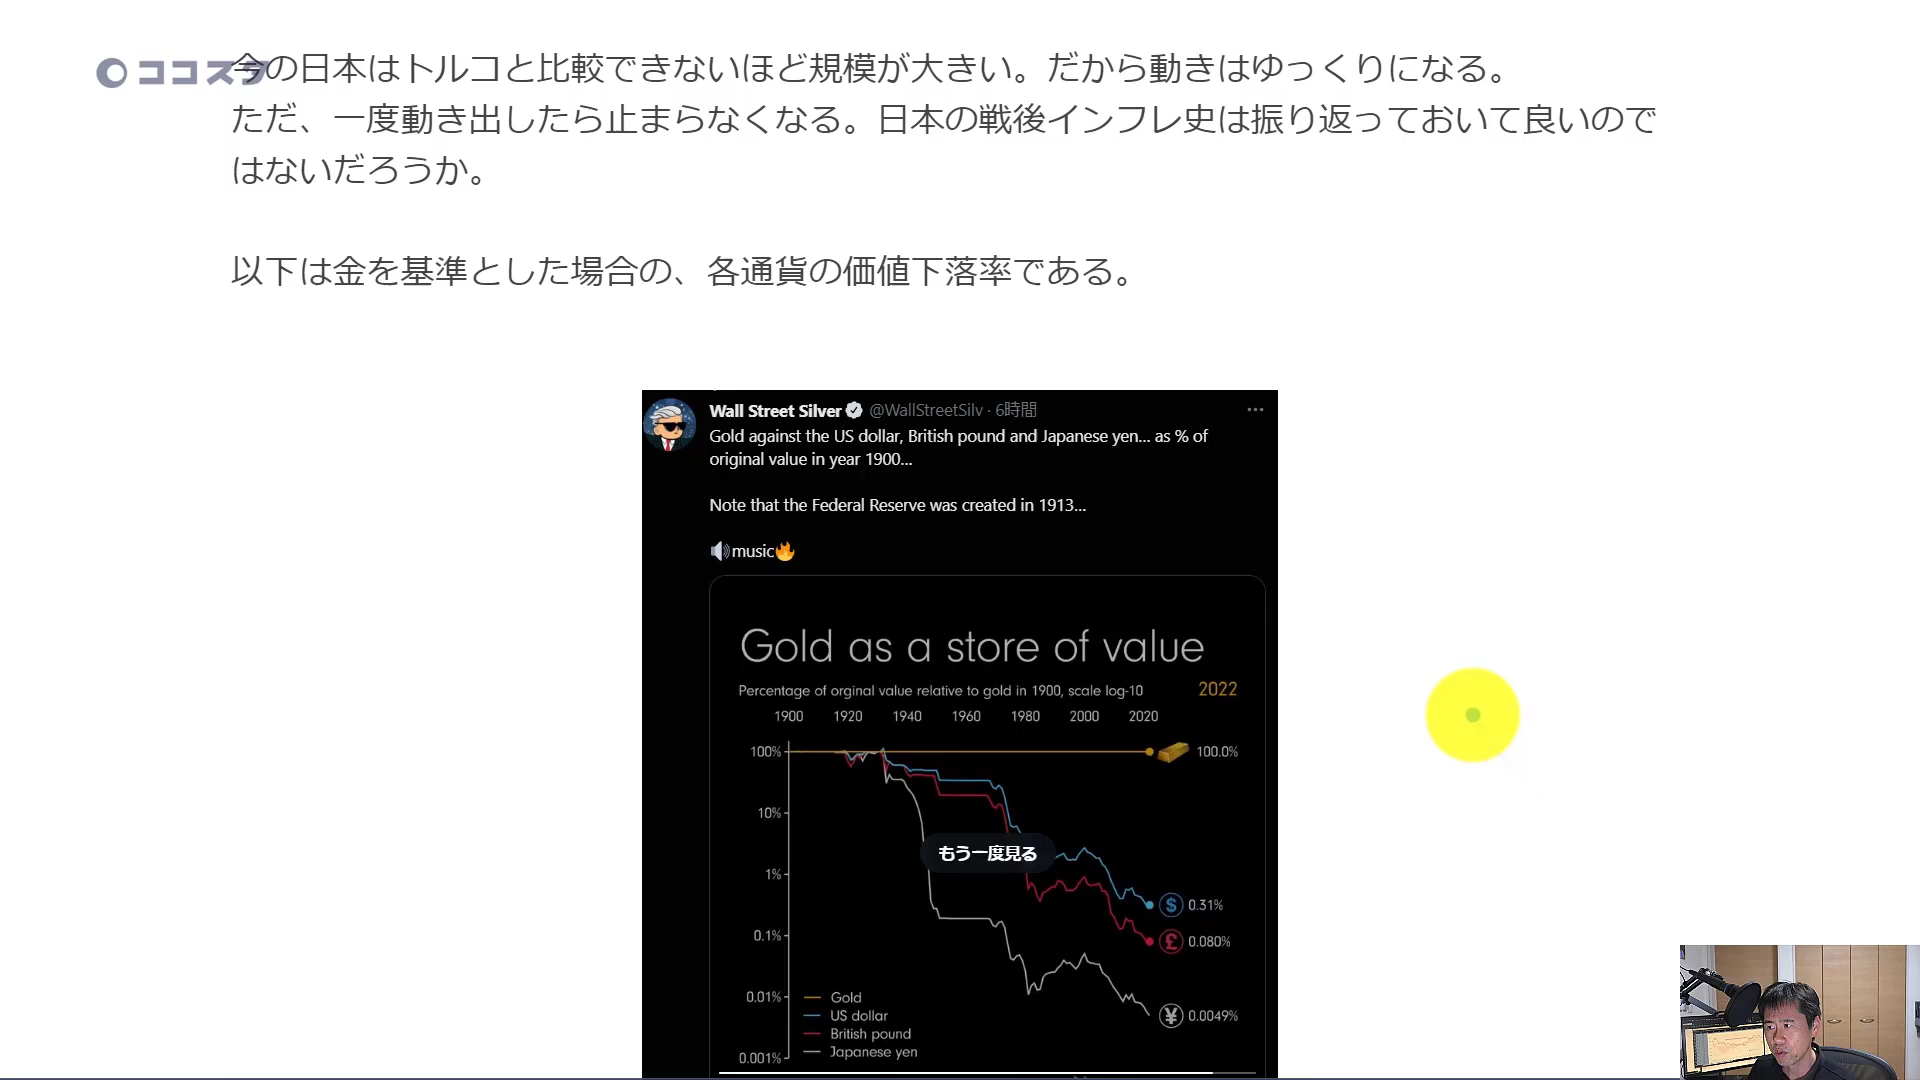 ココスタ
今の日本はトルコと比較できないほど規模が大きい。だから動きはゆっくりになる。
ただ、一度動き出したら止まらなくなる。日本の戦後インフレ史は振り返っておいて良いので
はないだろうか。
以下は金を基準とした場合の、各通貨の価値下落率である。
Wall Street Silver @WallStreetSilv · 6時間
Gold against the US dollar, British pound and Japanese yen... as % of
original value in year 1900...
Note that the Federal Reserve was created in 1913...
🔊music🔥
Gold as a store of value
Percentage of orginal value relative to gold in 1900, scale log-10
2022
1900 1920 1940 1960 1980 2000 2020
100%
100.0%
10%
もう一度見る
1%
$ 0.31%
0.1%
£ 0.080%
0.01%
¥ 0.0049%
0.001%
Gold
US dollar
British pound
Japanese yen